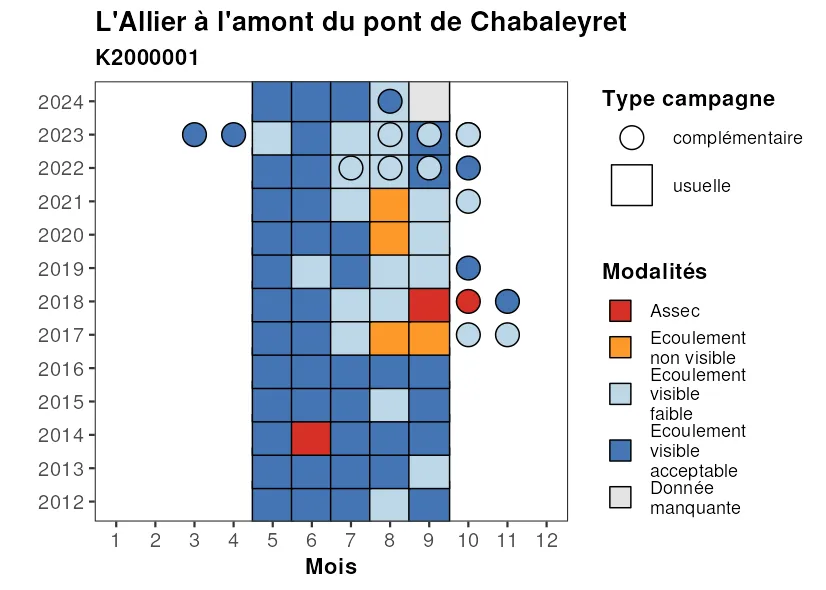 L'Allier à l'amont du pont de Chabaleyret
K2000001
2024
2023
2022
2021
2020
2019
2018
2017
2016
2015
2014
2013
2012
1 2 3 4 5 6 7 8 9 10 11 12
Mois
Type campagne
complémentaire
usuelle
Modalités
Assec
Ecoulement
non visible
Ecoulement
visible
faible
Ecoulement
visible
acceptable
Donnée
manquante